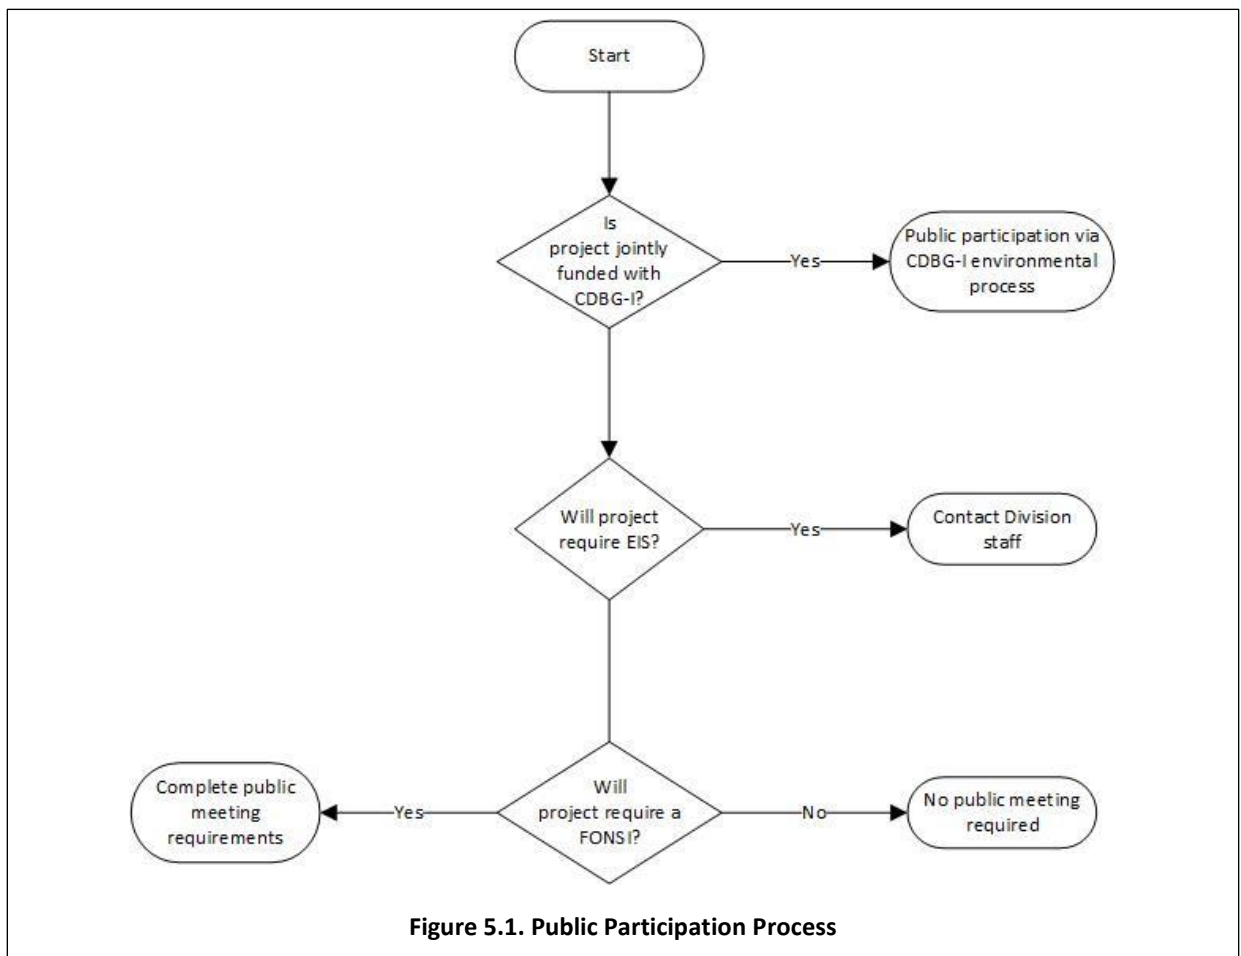 Start
Is
project jointly
funded with
CDBG-I?
Yes
Public participation via
CDBG-I environmental
process
Will project
require EIS?
Yes
Contact Division
staff
Complete public
meeting
requirements
Yes
Will
project require a
FONSI?
No
No public meeting
required
Figure 5.1. Public Participation Process